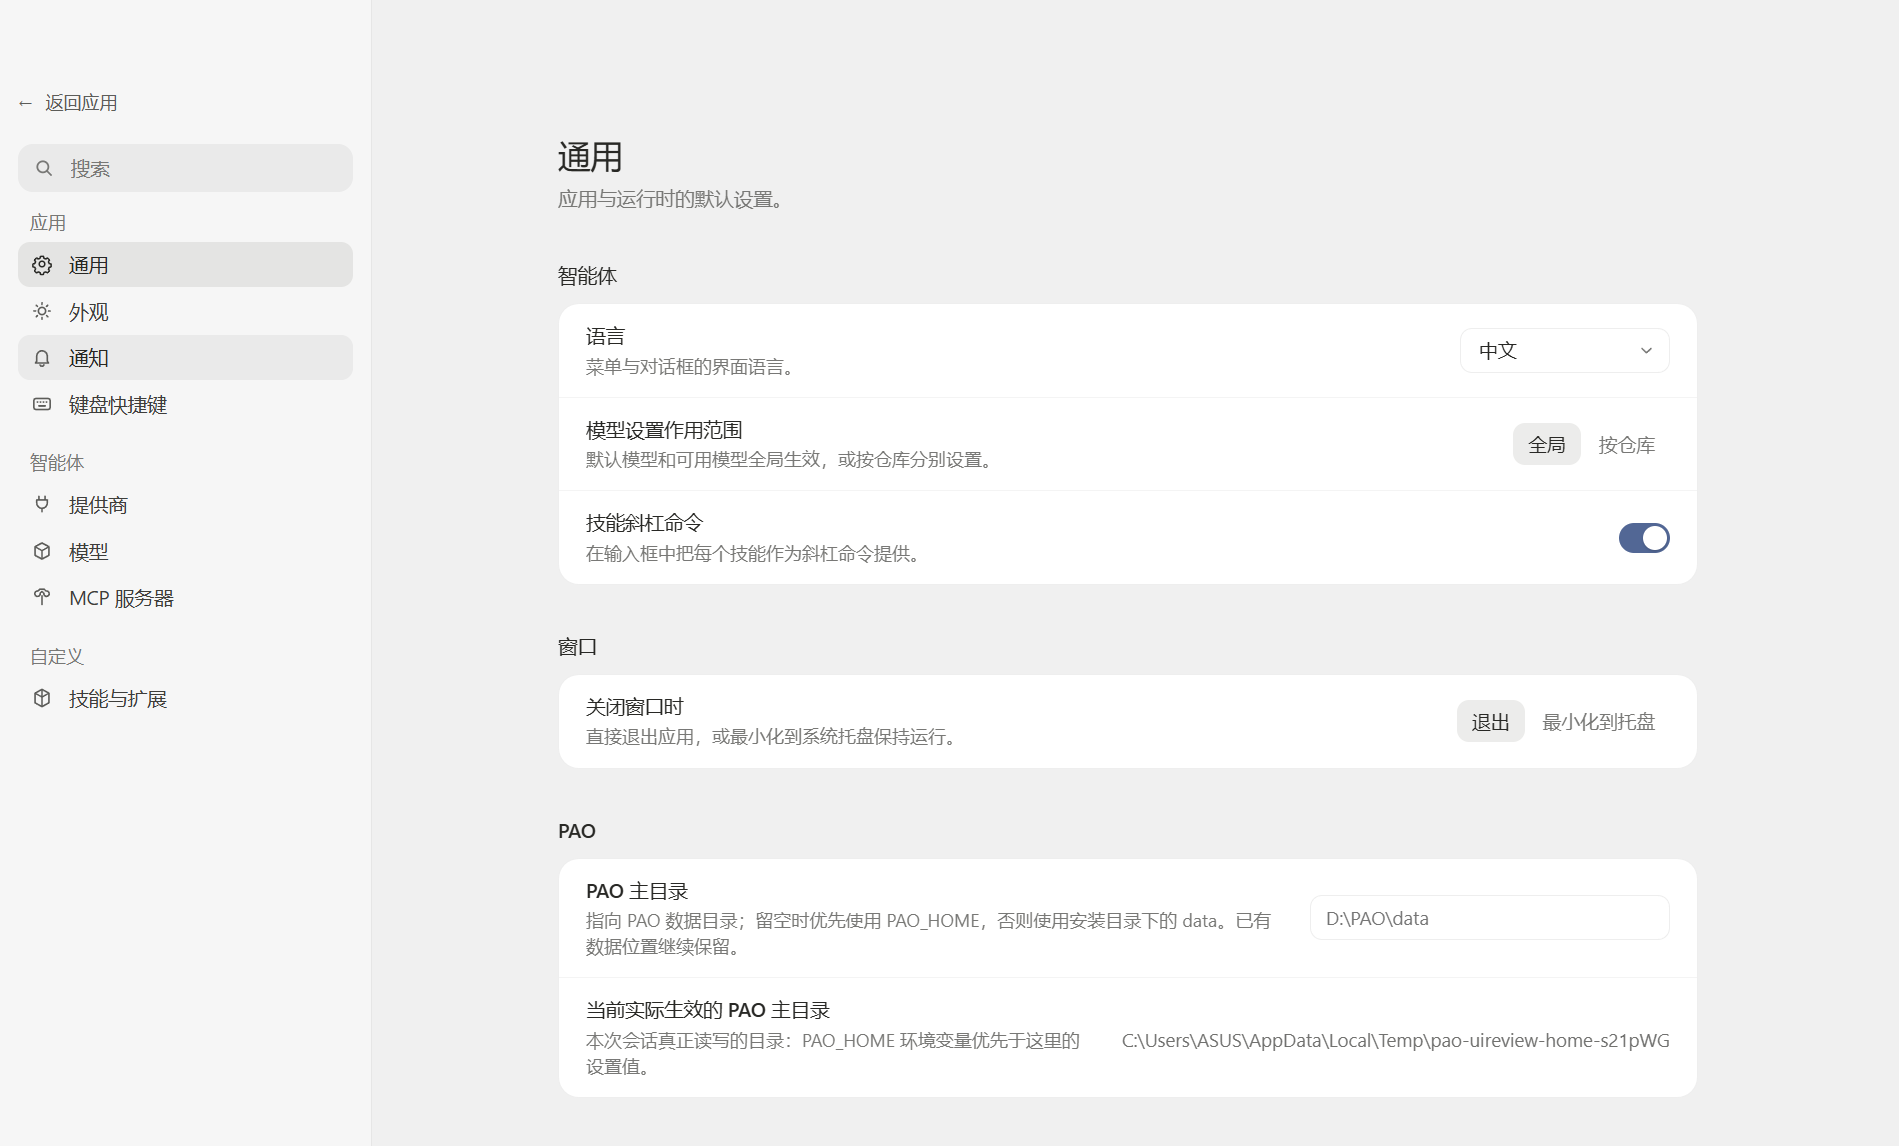 ← 返回应用
搜索
应用
通用
外观
通知
键盘快捷键
智能体
提供商
模型
MCP 服务器
自定义
技能与扩展
通用
应用与运行时的默认设置。
智能体
语言
菜单与对话框的界面语言。
中文
模型设置作用范围
默认模型和可用模型全局生效，或按仓库分别设置。
全局 按仓库
技能斜杠命令
在输入框中把每个技能作为斜杠命令提供。
窗口
关闭窗口时
直接退出应用，或最小化到系统托盘保持运行。
退出 最小化到托盘
PAO
PAO 主目录
指向 PAO 数据目录；留空时优先使用 PAO_HOME，否则使用安装目录下的 data。已有
数据位置继续保留。
D:\PAO\data
当前实际生效的 PAO 主目录
本次会话真正读写的目录：PAO_HOME 环境变量优先于这里的
设置值。
C:\Users\ASUS\AppData\Local\Temp\pao-uireview-home-s21pWG